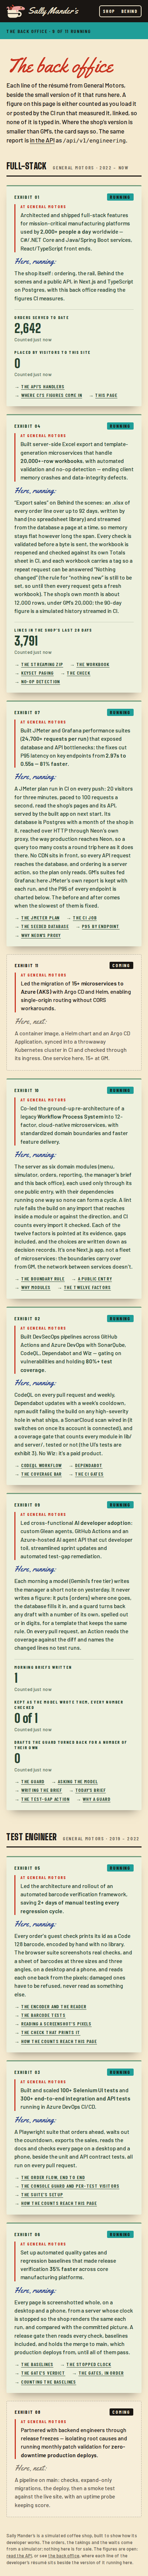 Sally Mander's
SHOP BEHIND
THE BACK OFFICE · 9 OF 11 RUNNING
The back office
Each line of the résumé from General Motors,
beside the small version of it that runs here. A
figure on this page is either counted as you load it
or posted by the CI run that measured it. Linked, so
none of it is typed. Where the shop's version is
smaller than GM's, the card says so. The same
report is in the API as /api/v1/engineering.
FULL-STACK GENERAL MOTORS · 2022 – NOW
EXHIBIT 01 RUNNING
AT GENERAL MOTORS
Architected and shipped full-stack features
for mission-critical manufacturing platforms
used by 2,000+ people a day worldwide —
C#/.NET Core and Java/Spring Boot services,
React/TypeScript front ends.
Here, running:
The shop itself: ordering, the rail, Behind the
scenes and a public API, in Next.js and TypeScript
on Postgres, with this back office reading the
figures CI measures.
ORDERS SERVED TO DATE
2,642
Counted just now
PLACED BY VISITORS TO THIS SITE
0
Counted just now
→ THE API'S HANDLERS
→ WHERE CI'S FIGURES COME IN → THIS PAGE
EXHIBIT 04 RUNNING
AT GENERAL MOTORS
Built server-side Excel export and template-
generation microservices that handle
20,000+ row workbooks, with automated
validation and no-op detection — ending client
memory crashes and data-integrity defects.
Here, running:
"Export sales" on Behind the scenes: an .xlsx of
every order line for up to 92 days, written by
hand (no spreadsheet library) and streamed
from the database a page at a time, so memory
stays level however long the range. Every cell is
validated before a byte is sent, the workbook is
reopened and checked against its own Totals
sheet in CI, and each workbook carries a tag so a
repeat request can be answered "Nothing
changed" (the rule for "nothing new" is still to be
set, so until then every request gets a fresh
workbook). The shop's own month is about
12,000 rows, under GM's 20,000: the 90-day
figure is a simulated history streamed in CI.
LINES IN THE SHOP'S LAST 28 DAYS
3,791
Counted just now
→ THE STREAMING ZIP → THE WORKBOOK
→ KEYSET PAGING → THE CHECK
→ NO-OP DETECTION
EXHIBIT 07 RUNNING
AT GENERAL MOTORS
Built JMeter and Grafana performance suites
(24,700+ requests per run) that exposed
database and API bottlenecks; the fixes cut
P95 latency on key endpoints from 2.97s to
0.55s — 81% faster.
Here, running:
A JMeter plan run in CI on every push: 20 visitors
for three minutes, paced to 100 requests a
second, read the shop's pages and its API,
served by the built app on next start. Its
database is Postgres with a month of the shop in
it, reached over HTTP through Neon's own
proxy, the way production reaches Neon, so a
query too many costs a round trip here as it does
there. No CDN sits in front, so every API request
reaches the database, and ordering is a server
action, so the plan only reads. GM's suites fed
Grafana; here JMeter's own report is kept with
each run, and the P95 of every endpoint is
charted below. The before and after comes
when the slowest of them is fixed.
→ THE JMETER PLAN → THE CI JOB
→ THE SEEDED DATABASE → P95 BY ENDPOINT
→ WHY NEON'S PROXY
EXHIBIT 11 COMING
AT GENERAL MOTORS
Led the migration of 15+ microservices to
Azure (AKS) with Argo CD and Helm, enabling
single-origin routing without CORS
workarounds.
Here, next:
A container image, a Helm chart and an Argo CD
Application, synced into a throwaway
Kubernetes cluster in CI and checked through
its ingress. One service here, 15+ at GM.
EXHIBIT 10 RUNNING
AT GENERAL MOTORS
Co-led the ground-up re-architecture of a
legacy Workflow Process System into 12-
factor, cloud-native microservices, with
standardized domain boundaries and faster
feature delivery.
Here, running:
The server as six domain modules (menu,
simulator, orders, reporting, the manager's brief
and this back office), each used only through its
one public entry, with their dependencies
running one way and none forming a cycle. A lint
rule fails the build on any import that reaches
inside a module or against the direction, and CI
counts every import it checked. Each of the
twelve factors is pointed at its evidence, gaps
included, and the choices are written down as
decision records. It's one Next.js app, not a fleet
of microservices: the boundaries carry over
from GM, the network between them doesn't.
→ THE BOUNDARY RULE → A PUBLIC ENTRY
→ WHY MODULES → THE TWELVE FACTORS
EXHIBIT 02 RUNNING
AT GENERAL MOTORS
Built DevSecOps pipelines across GitHub
Actions and Azure DevOps with SonarQube,
CodeQL, Dependabot and Wiz — gating on
vulnerabilities and holding 80%+ test
coverage.
Here, running:
CodeQL on every pull request and weekly,
Dependabot updates with a week's cooldown,
npm audit failing the build on any high-severity
hole in what ships, a SonarCloud scan once it
has its token (it waits on an account), and a
coverage gate that counts every module in lib/
and server/, tested or not (the UI's tests are
exhibit 3). No Wiz: it's a paid product.
→ CODEQL WORKFLOW → DEPENDABOT
→ THE COVERAGE BAR → THE CI GATES
EXHIBIT 09 RUNNING
AT GENERAL MOTORS
Led cross-functional AI developer adoption:
custom Glean agents, GitHub Actions and an
Azure-hosted AI agent API that cut developer
toil, streamlined sprint updates and
automated test-gap remediation.
Here, running:
Each morning a model (Gemini's free tier) writes
the manager a short note on yesterday. It never
writes a figure: it puts {orders} where one goes,
and the database fills it in, and a guard turns back
any draft with a number of its own, spelled out
or in digits, for a template that keeps the same
rules. On every pull request, an Action reads the
coverage against the diff and names the
changed lines no test runs.
MORNING BRIEFS WRITTEN
1
Counted just now
KEPT AS THE MODEL WROTE THEM, EVERY NUMBER
CHECKED
0 of 1
Counted just now
DRAFTS THE GUARD TURNED BACK FOR A NUMBER OF
THEIR OWN
0
Counted just now
→ THE GUARD → ASKING THE MODEL
→ WRITING THE BRIEF → TODAY'S BRIEF
→ THE TEST-GAP ACTION → WHY A GUARD
TEST ENGINEER GENERAL MOTORS · 2019 – 2022
EXHIBIT 05 RUNNING
AT GENERAL MOTORS
Led the architecture and rollout of an
automated barcode verification framework,
saving 2+ days of manual testing every
regression cycle.
Here, running:
Every order's quest check prints its id as a Code
128 barcode, encoded by hand with no library.
The browser suite screenshots the checks, and a
sheet of barcodes at three sizes and three
angles, on a desktop and a phone, and reads
each one back from the pixels; damaged ones
have to be refused, never read as something
else.
→ THE ENCODER AND THE READER
→ THE BARCODE TESTS
→ READING A SCREENSHOT'S PIXELS
→ THE CHECK THAT PRINTS IT
→ HOW THE COUNTS REACH THIS PAGE
EXHIBIT 03 RUNNING
AT GENERAL MOTORS
Built and scaled 100+ Selenium UI tests and
300+ end-to-end integration and API tests
running in Azure DevOps CI/CD.
Here, running:
A Playwright suite that orders ahead, waits out
the countdown, exports the sales, reads the
docs and checks every page on a desktop and a
phone, beside the unit and API contract tests, all
run on every pull request.
→ THE ORDER FLOW, END TO END
→ THE CONSOLE GUARD AND PER-TEST VISITORS
→ THE SUITE'S SETUP
→ HOW THE COUNTS REACH THIS PAGE
EXHIBIT 06 RUNNING
AT GENERAL MOTORS
Set up automated quality gates and
regression baselines that made release
verification 35% faster across core
manufacturing platforms.
Here, running:
Every page is screenshotted whole, on a
desktop and a phone, from a server whose clock
is stopped so the renders match the same each
run, and compared with the committed picture. A
release gate reads how every check, baselines
included, and holds the merge to main, which
production deploys from, until all of them pass.
→ THE BASELINES → THE STOPPED CLOCK
→ THE GATE'S VERDICT → THE GATES, IN ORDER
→ COUNTING THE BASELINES
EXHIBIT 08 COMING
AT GENERAL MOTORS
Partnered with backend engineers through
release freezes — isolating root causes and
running monthly patch validation for zero-
downtime production deploys.
Here, next:
A pipeline on main: checks, expand-only
migrations, the deploy, then a smoke test
against the live site, with an uptime probe
keeping score.
Sally Mander's is a simulated coffee shop, built to show how its
developer works. The orders, the takings and the waits are
read the API, or see the back office, where each line of the
developer's résumé sits beside the version of it running here.